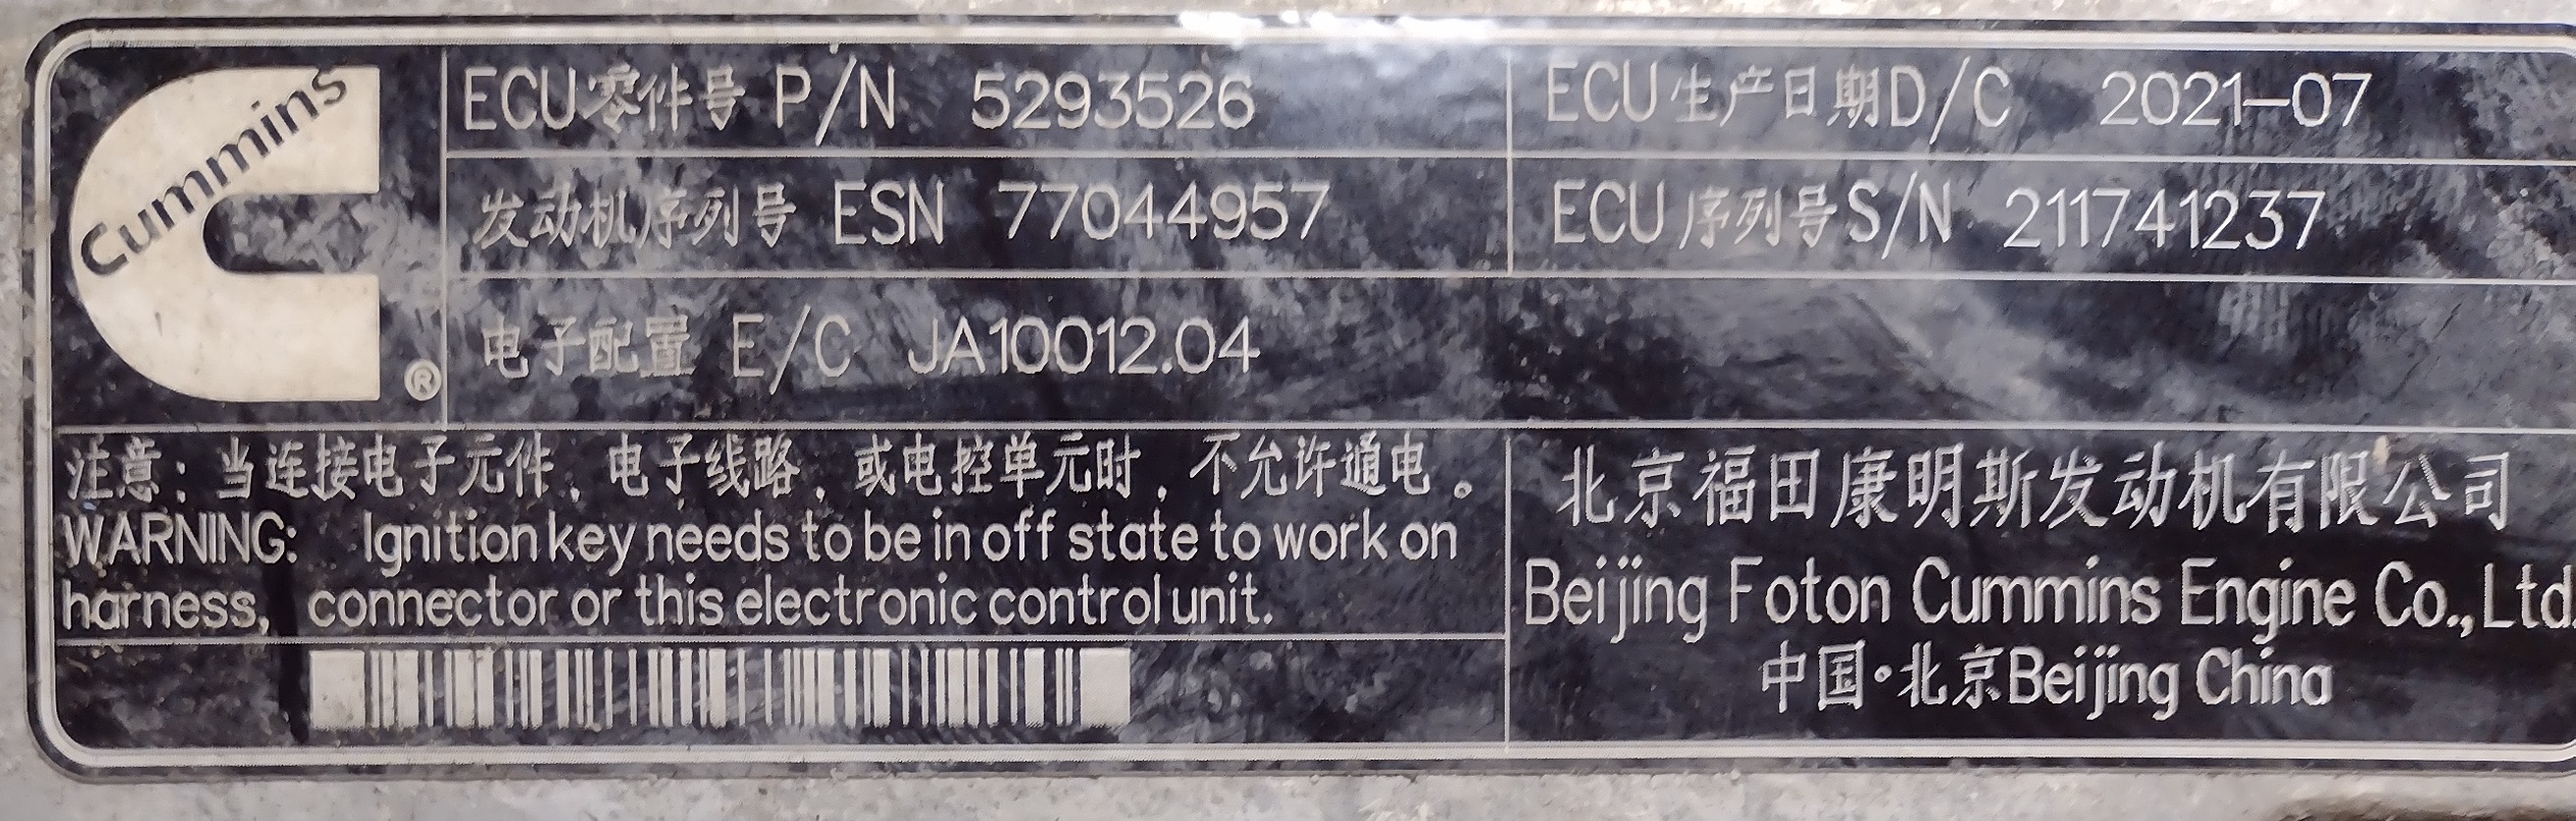 Cummins
®
ECU零件号 P/N 5293526
ECU生产日期D/C 2021-07
发动机序列号 ESN 77044957
ECU序列号S/N 211741237
电子配置 E/C JA10012.04
注意：当连接电子元件，电子线路，或电控单元时，不允许通电。
WARNING: Ignition key needs to be in off state to work on
harness, connector or this electronic control unit.
北京福田康明斯发动机有限公司
Beijing Foton Cummins Engine Co.,Ltd.
中国·北京Beijing China